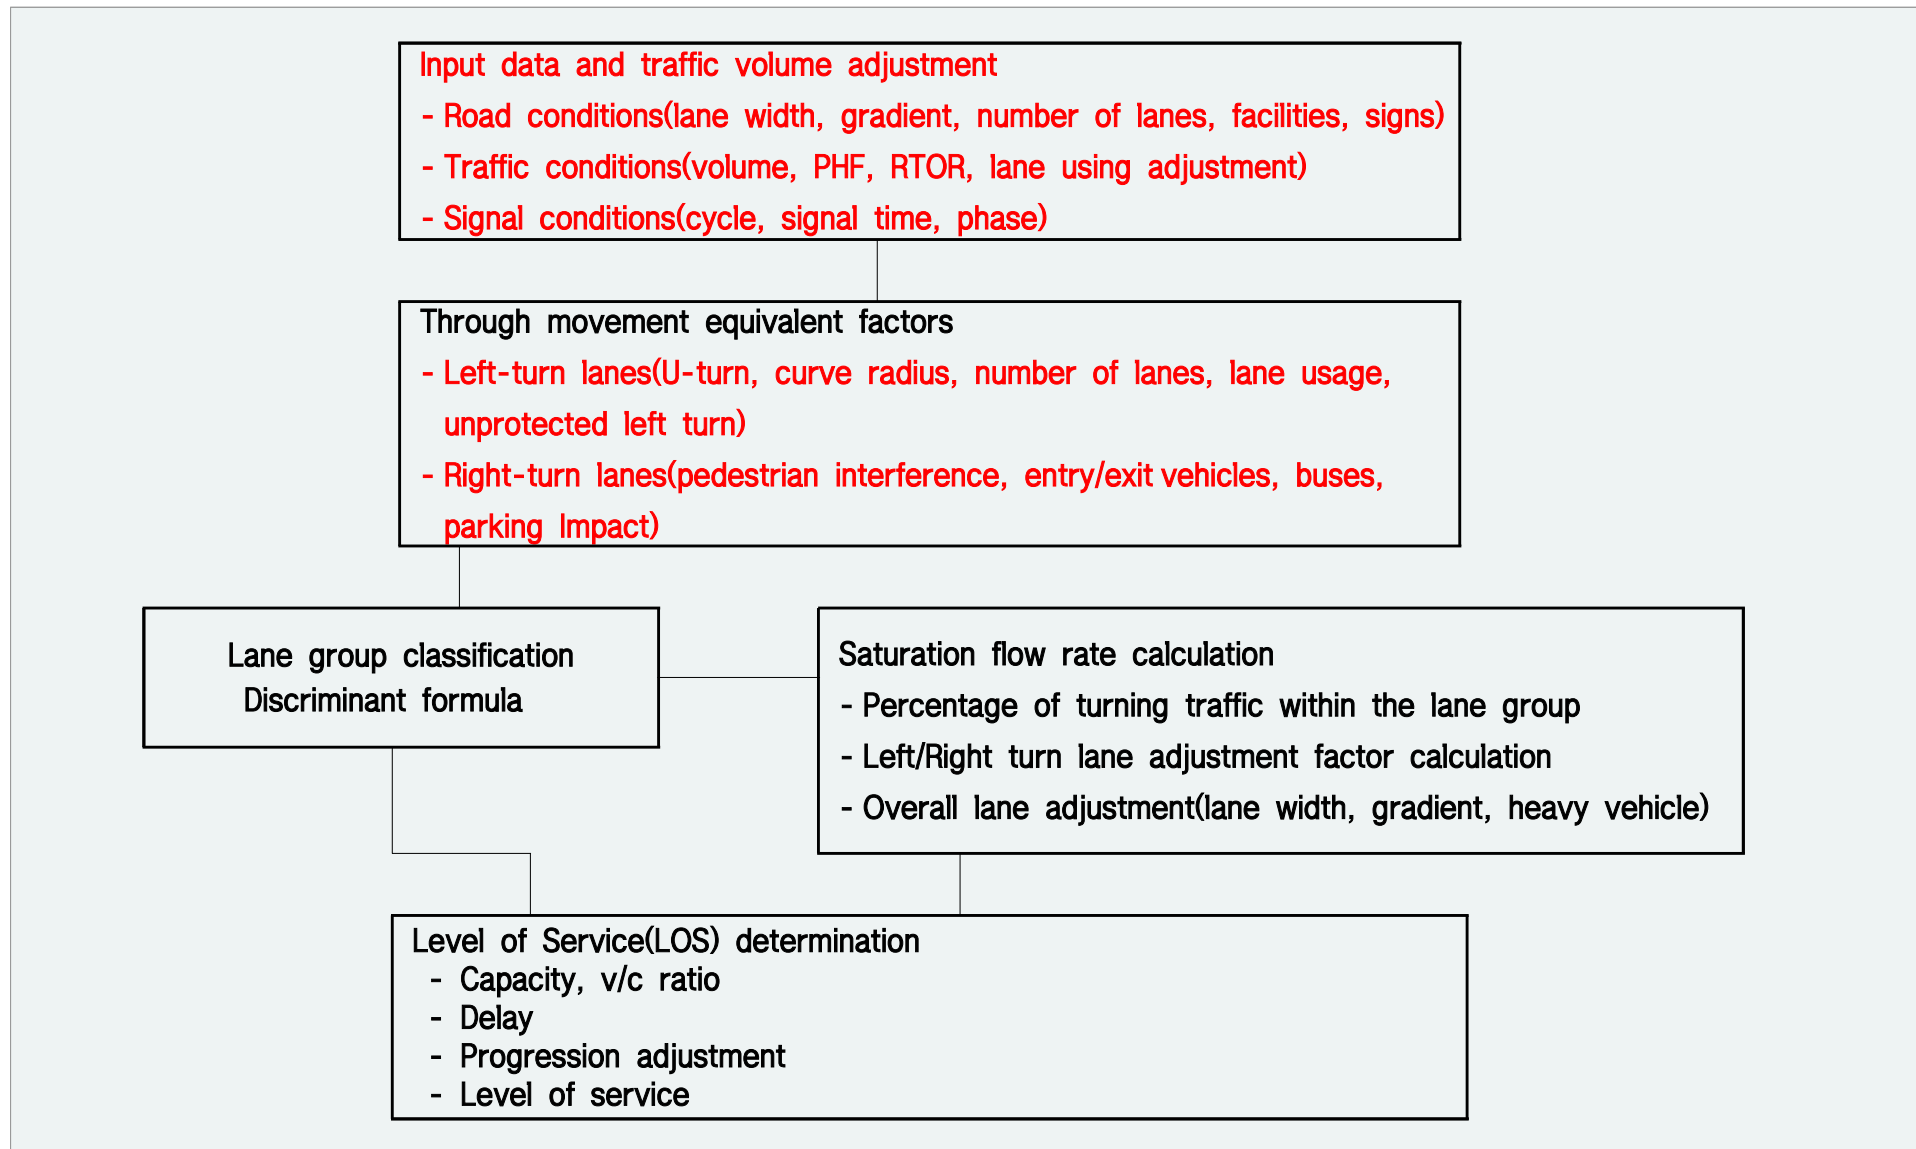 Input data and traffic volume adjustment
- Road conditions(lane width, gradient, number of lanes, facilities, signs)
- Traffic conditions(volume, PHF, RTOR, lane using adjustment)
- Signal conditions(cycle, signal time, phase)
Through movement equivalent factors
- Left-turn lanes(U-turn, curve radius, number of lanes, lane usage,
unprotected left turn)
- Right-turn lanes(pedestrian interference, entry/exit vehicles, buses,
parking Impact)
Lane group classification
Discriminant formula
Saturation flow rate calculation
- Percentage of turning traffic within the lane group
- Left/Right turn lane adjustment factor calculation
- Overall lane adjustment(lane width, gradient, heavy vehicle)
Level of Service(LOS) determination
- Capacity, v/c ratio
- Delay
- Progression adjustment
- Level of service